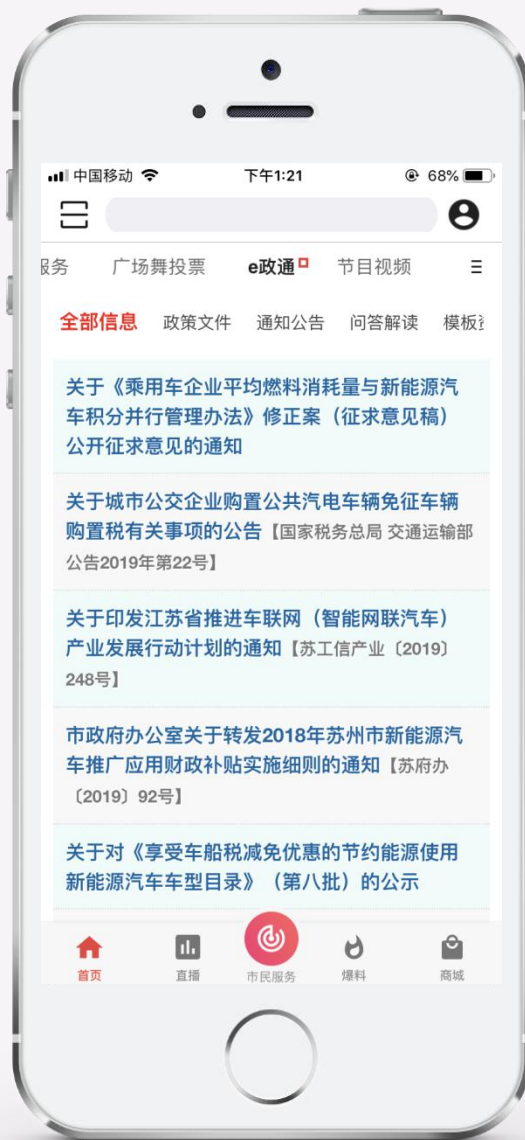 中国移动 下午1:21 68%
服务 广场舞投票 e政通 节目视频
全部信息 政策文件 通知公告 问答解读 模板
关于《乘用车企业平均燃料消耗量与新能源汽
车积分并行管理办法》修正案（征求意见稿）
公开征求意见的通知
关于城市公交企业购置公共汽电车辆免征车辆
购置税有关事项的公告【国家税务总局 交通运输部
公告2019年第22号】
关于印发江苏省推进车联网（智能网联汽车）
产业发展行动计划的通知【苏工信产业〔2019〕
248号】
市政府办公室关于转发2018年苏州市新能源汽
车推广应用财政补贴实施细则的通知【苏府办
〔2019〕92号】
关于对《享受车船税减免优惠的节约能源使用
新能源汽车车型目录》（第八批）的公示
首页 直播 市民服务 爆料 商城